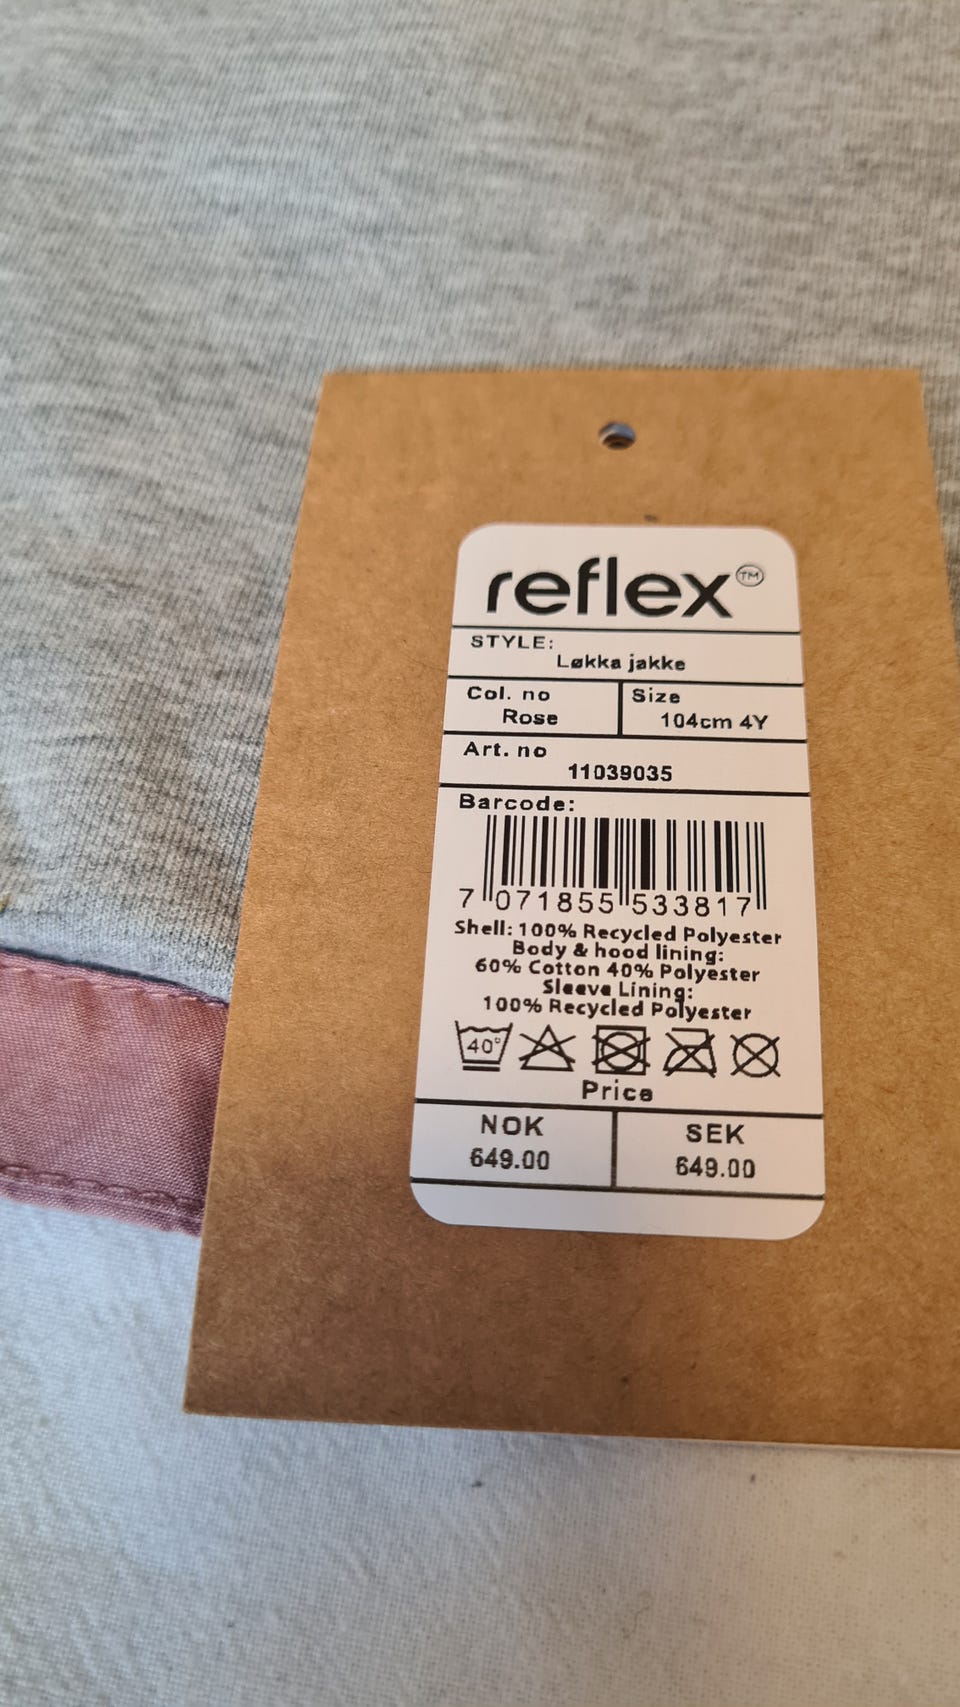 reflex™
STYLE:
Løkka jakke
Col. no
Rose
Size
104cm 4Y
Art. no
11039035
Barcode:
7 071855 533817
Shell: 100% Recycled Polyester
Body & hood lining:
60% Cotton 40% Polyester
Sleeve Lining:
100% Recycled Polyester
40°
Price
NOK
649.00
SEK
649.00